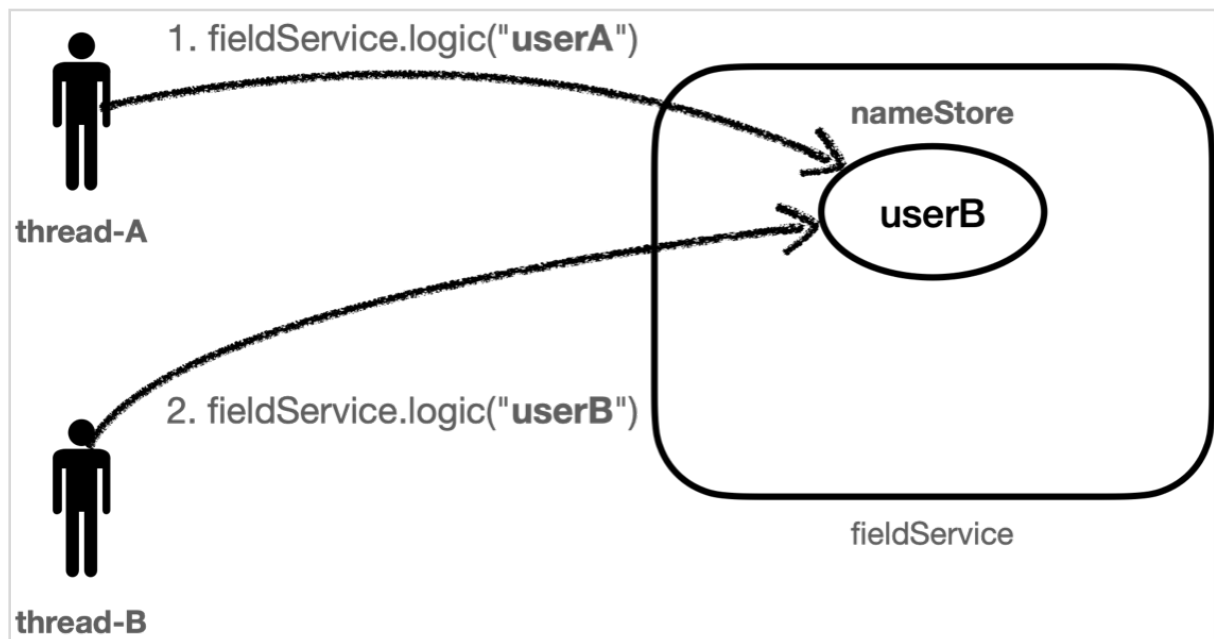 1. fieldService.logic("userA")
nameStore
userB
thread-A
2. fieldService.logic("userB")
fieldService
thread-B